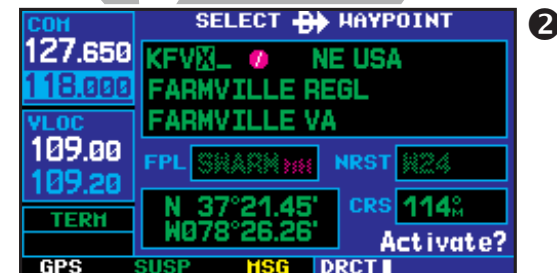 COM
127.650
118.000
VLOC
109.00
109.20
TERM
SELECT D WAYPOINT
KFVX_ NE USA
FARMVILLE REGL
FARMVILLE VA
FPL SWARM NRST W24
N 37°21.45'
W078°26.26'
CRS 114°M
Activate?
GPS SUSP MSG DRCT
2